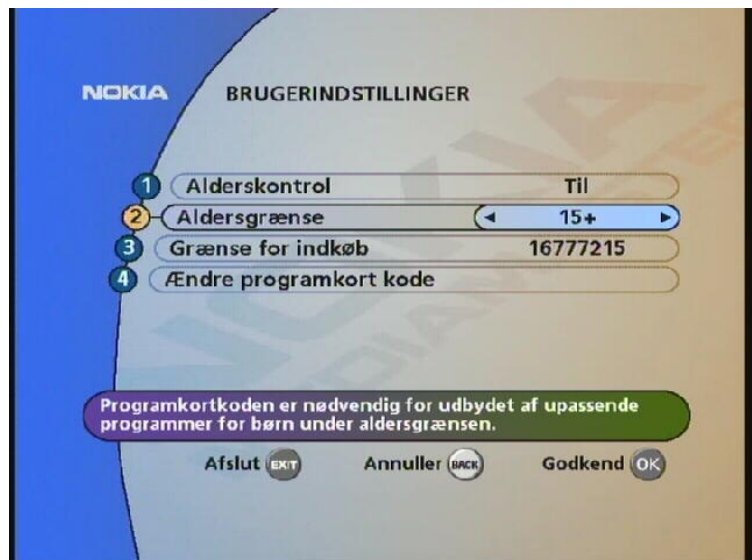 NOKIA
BRUGERINDSTILLINGER
1 Alderskontrol Til
2 Aldersgrænse 15+
3 Grænse for indkøb 16777215
4 Ændre programkort kode
Programkortkoden er nødvendig for udbydet af upassende
programmer for børn under aldersgrænsen.
Afslut EXIT Annuller BACK Godkend OK
NOKIA